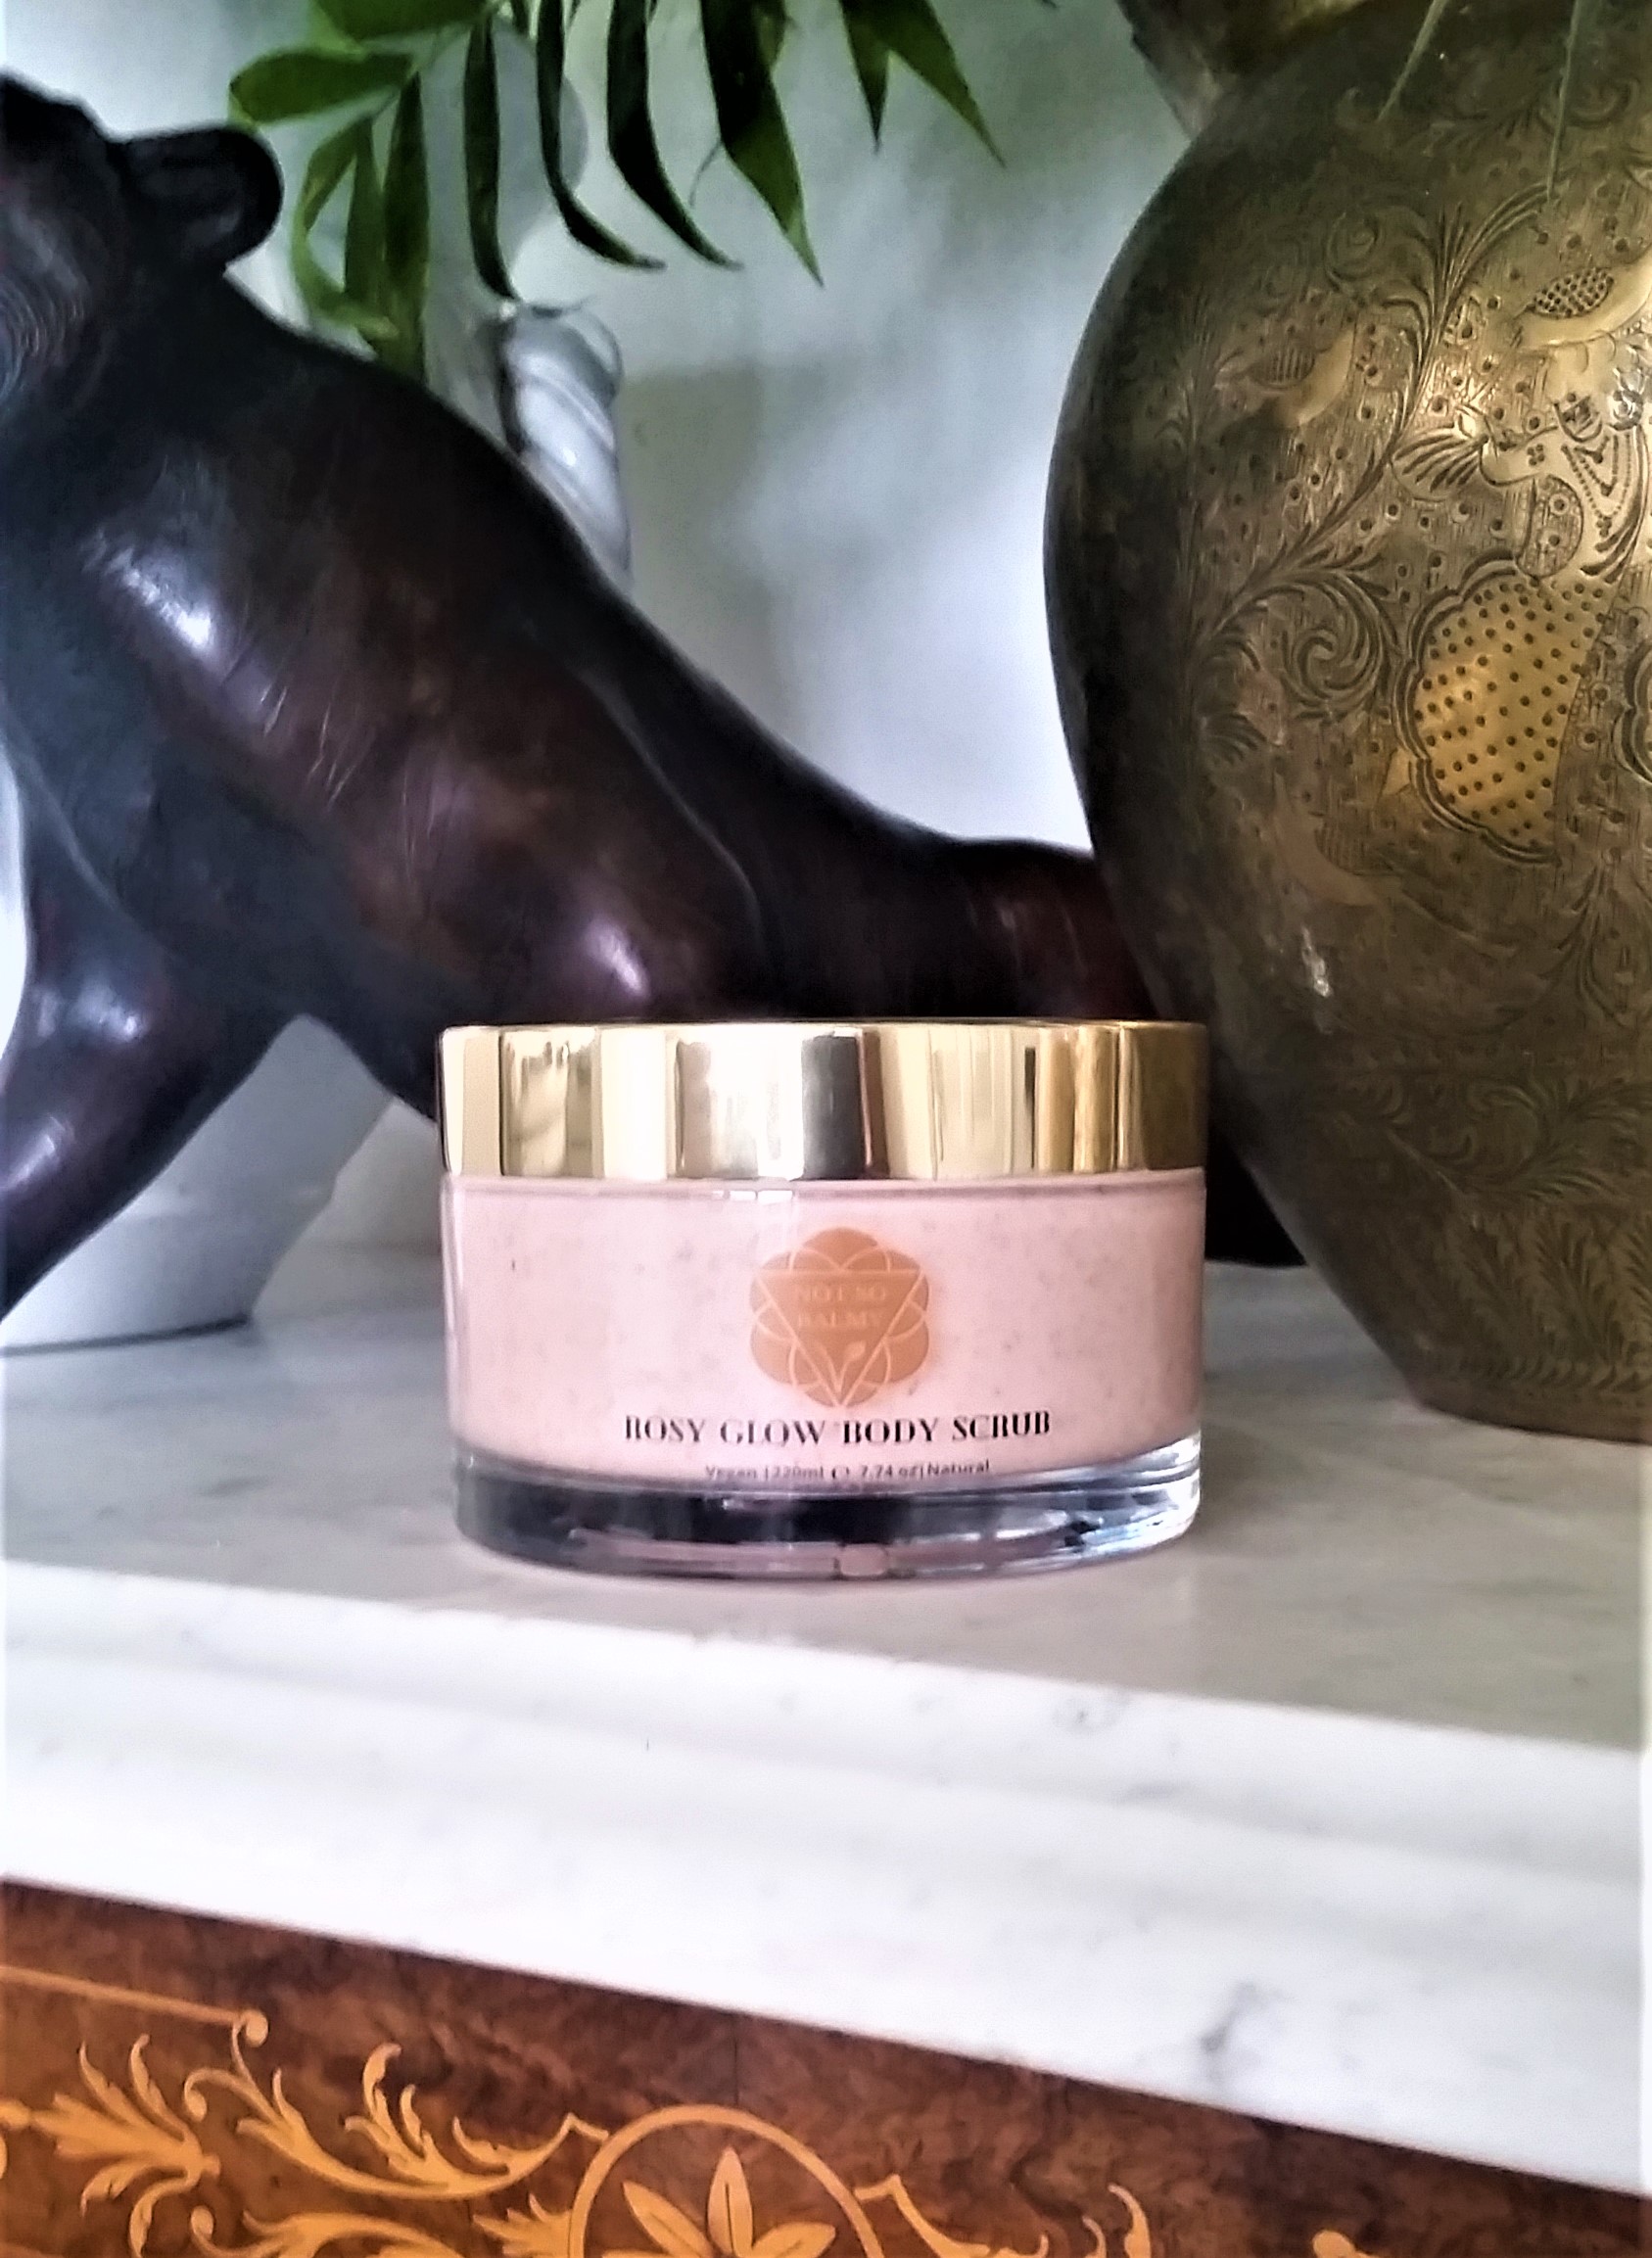 NOT SO
BALMY
ROSY GLOW BODY SCRUB
Vegan | 220ml ℮ 7.74 oz | Natural